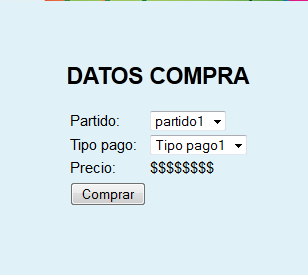 DATOS COMPRA
Partido: partido1
Tipo pago: Tipo pago1
Precio: $$$$$$$$
Comprar